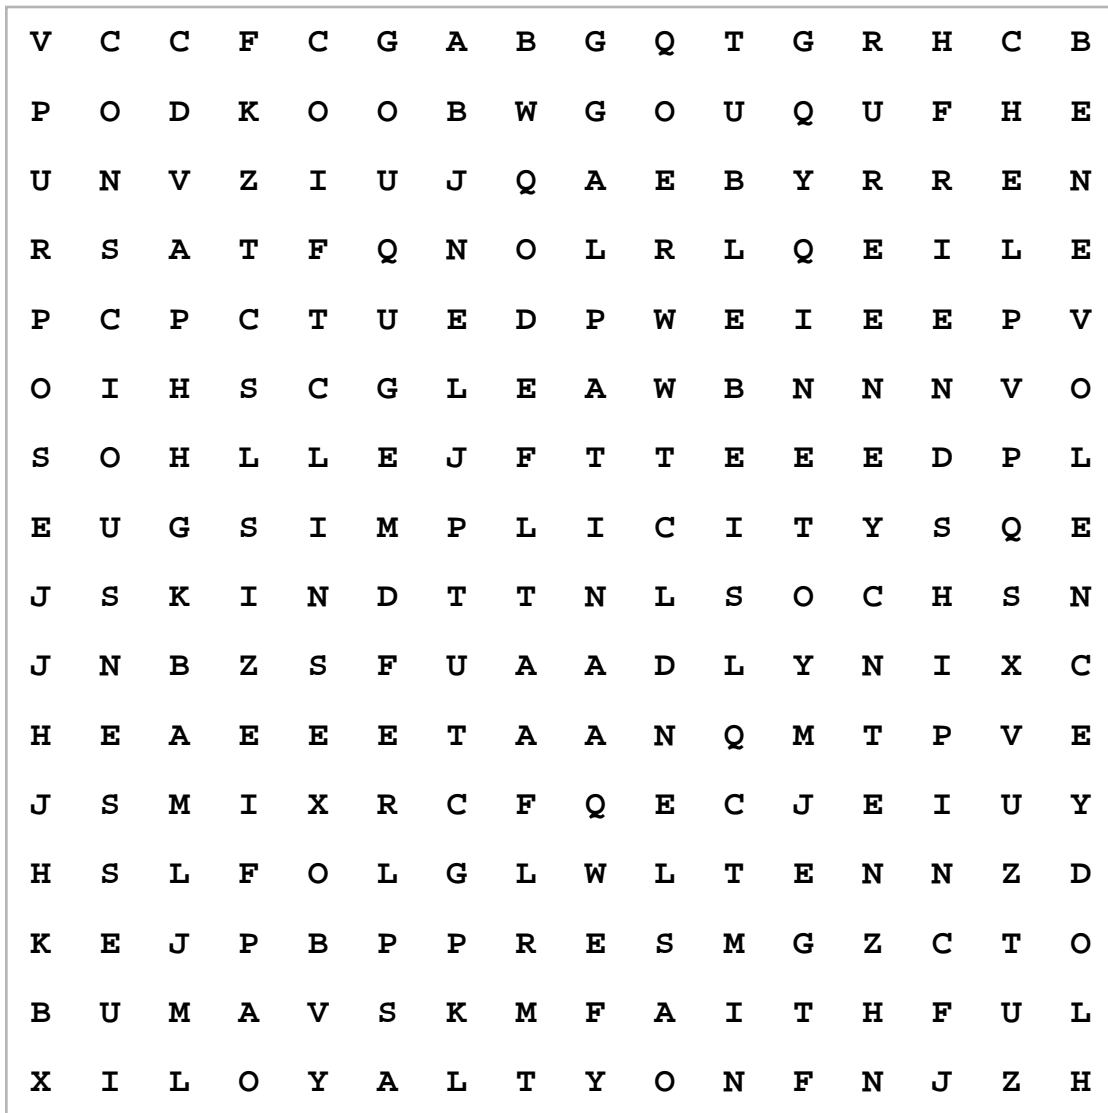 V C C F C G A B G Q T G R H C B
P O D K O O B W G O U Q U F H E
U N V Z I U J Q A E B Y R R E N
R S A T F Q N O L R L Q E I L E
P C P C T U E D P W E I E E P V
O I H S C G L E A W B N N N V O
S O H L L E J F T T E E E D P L
E U G S I M P L I C I T Y S Q E
J S K I N D T T N L S O C H S N
J N B Z S F U A A D L Y N I X C
H E A E E E T A A N Q M T P V E
J S M I X R C F Q E C J E I U Y
H S L F O L G L W L T E N N Z D
K E J P B P P R E S M G Z C T O
B U M A V S K M F A I T H F U L
X I L O Y A L T Y O N F N J Z H